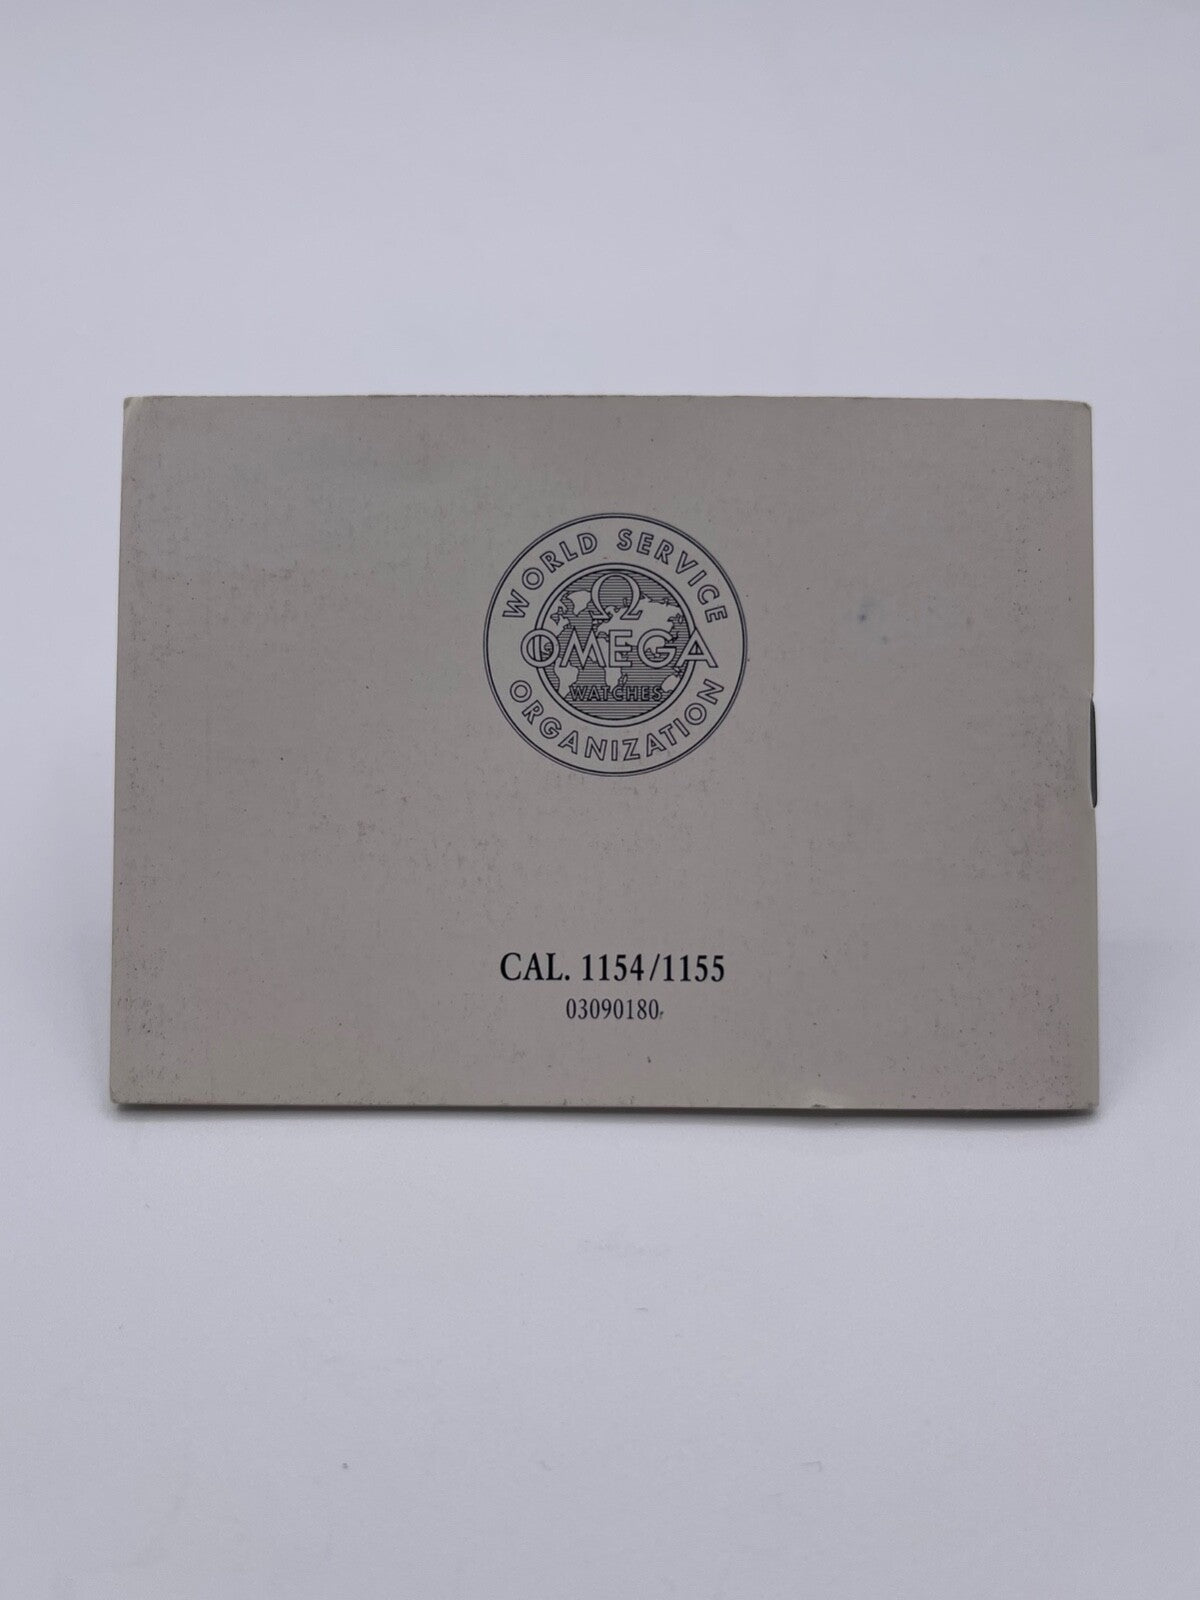 WORLD SERVICE
Ω
OMEGA
WATCHES
ORGANIZATION
CAL. 1154/1155
03090180